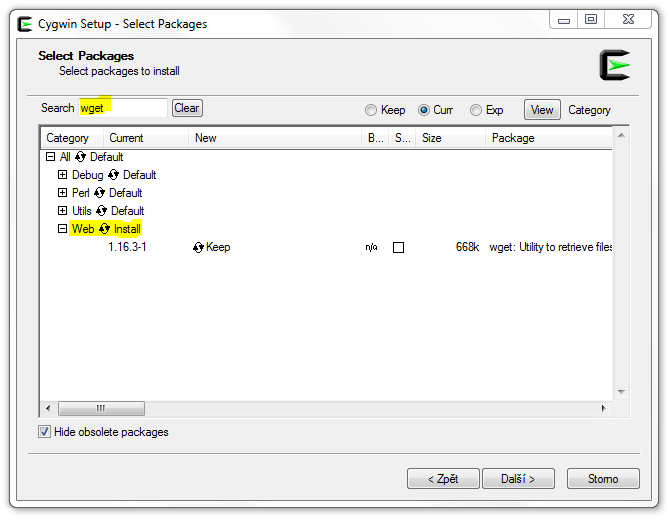 Cygwin Setup - Select Packages
Select Packages
Select packages to install
Search wget Clear Keep Curr Exp View Category
Category Current New B... S... Size Package
All Default
Debug Default
Perl Default
Utils Default
Web Install
1.16.3-1 Keep n/a 668k wget: Utility to retrieve files
Hide obsolete packages
< Zpět Další > Storno